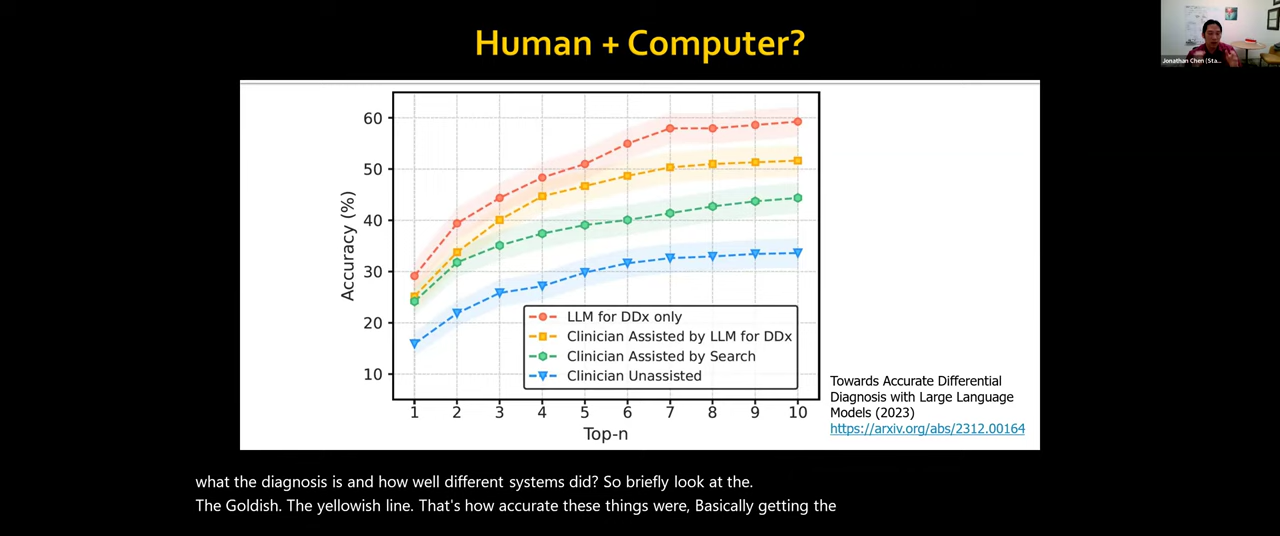 Human + Computer?
Jonathan Chen (Sta...
Accuracy (%)
60
50
40
30
20
10
LLM for DDx only
Clinician Assisted by LLM for DDx
Clinician Assisted by Search
Clinician Unassisted
1 2 3 4 5 6 7 8 9 10
Top-n
Towards Accurate Differential
Diagnosis with Large Language
Models (2023)
https://arxiv.org/abs/2312.00164
what the diagnosis is and how well different systems did? So briefly look at the.
The Goldish. The yellowish line. That's how accurate these things were, Basically getting the